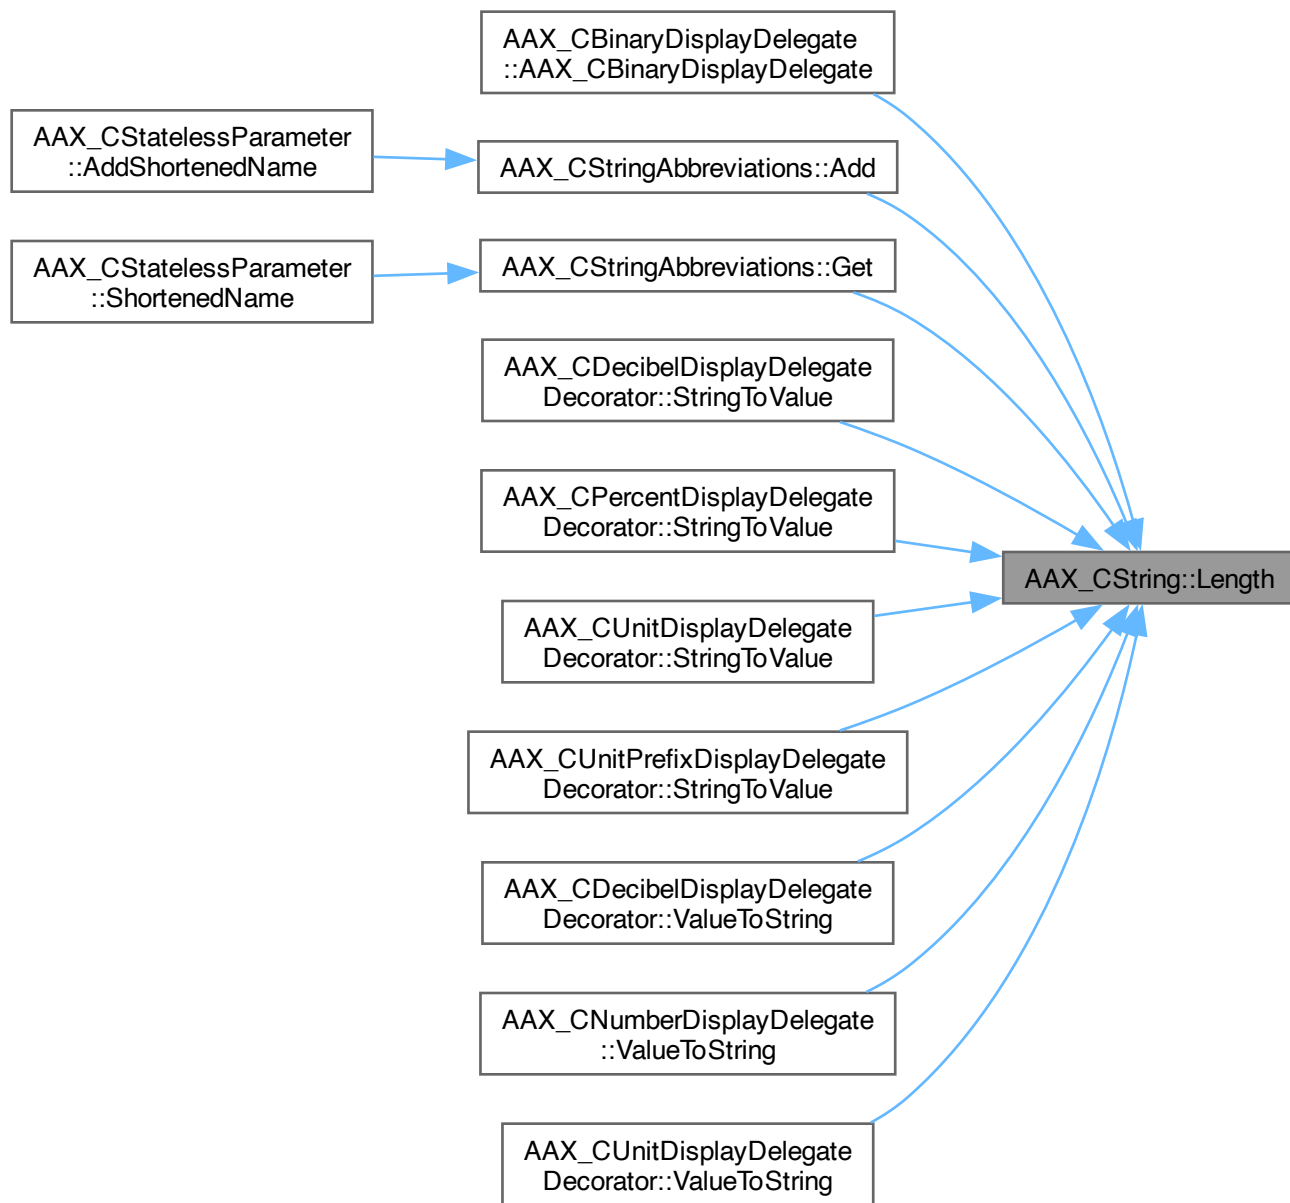 AAX_CBinaryDisplayDelegate
::AAX_CBinaryDisplayDelegate
AAX_CStatelessParameter
::AddShortenedName
AAX_CStringAbbreviations::Add
AAX_CStatelessParameter
::ShortenedName
AAX_CStringAbbreviations::Get
AAX_CDecibelDisplayDelegate
Decorator::StringToValue
AAX_CPercentDisplayDelegate
Decorator::StringToValue
AAX_CString::Length
AAX_CUnitDisplayDelegate
Decorator::StringToValue
AAX_CUnitPrefixDisplayDelegate
Decorator::StringToValue
AAX_CDecibelDisplayDelegate
Decorator::ValueToString
AAX_CNumberDisplayDelegate
::ValueToString
AAX_CUnitDisplayDelegate
Decorator::ValueToString